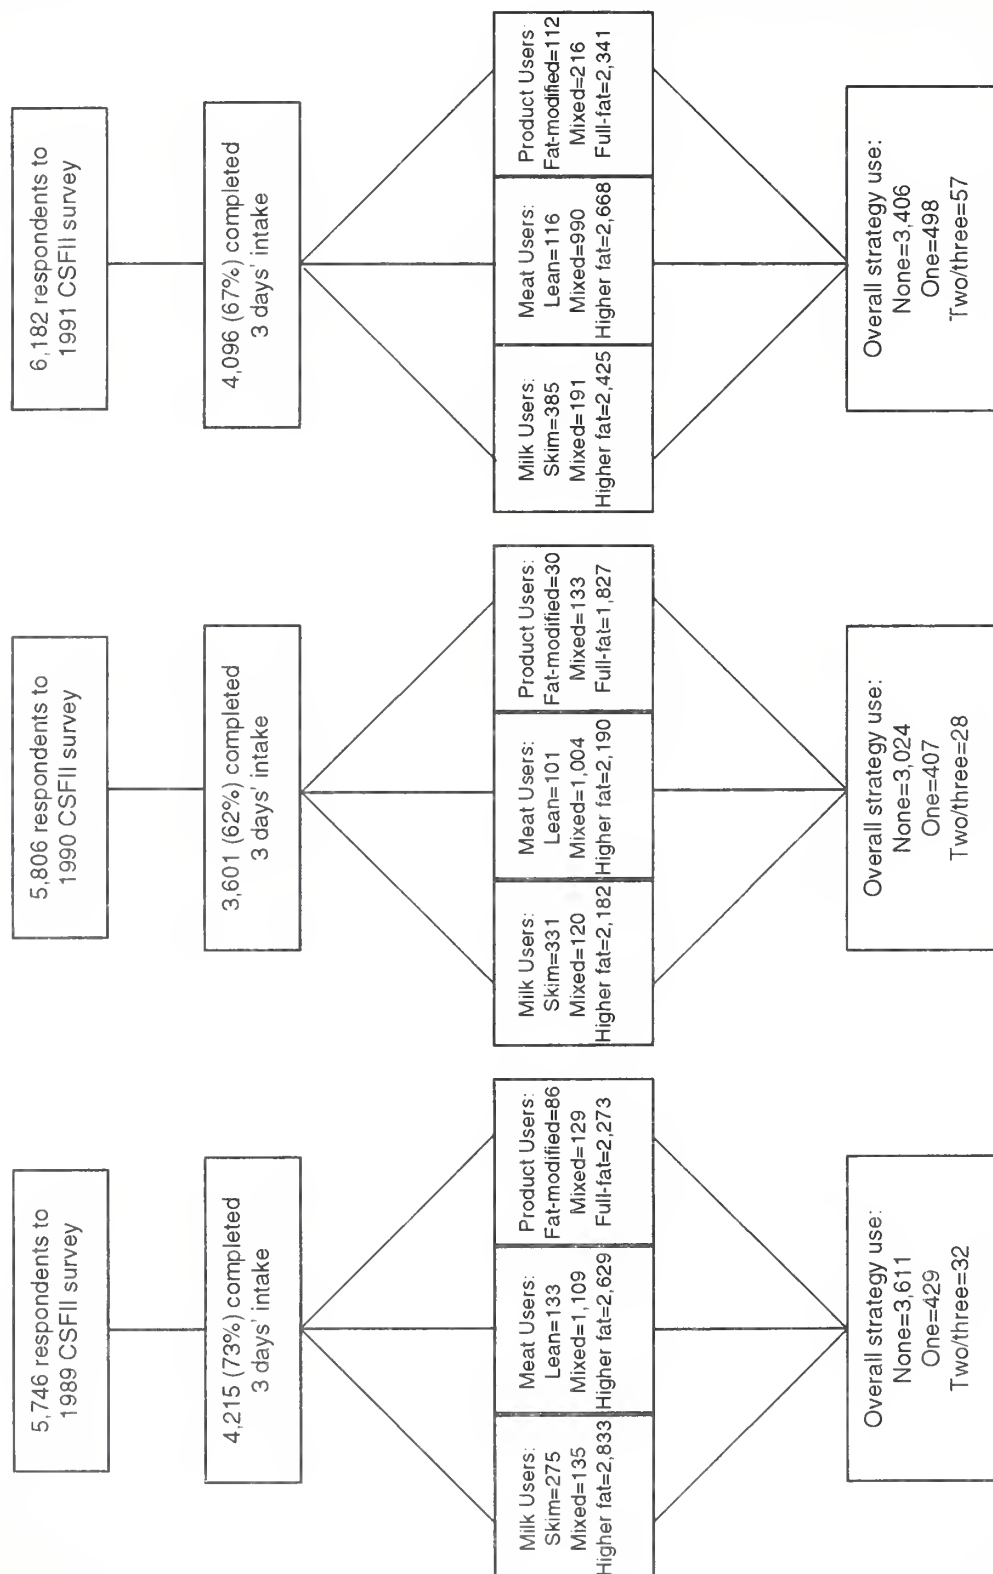 5,746 respondents to
1989 CSFII survey
4,215 (73%) completed
3 days' intake
Milk Users:
Skim=275
Mixed=135
Higher fat=2,833
Meat Users:
Lean=133
Mixed=1,109
Higher fat=2,629
Product Users:
Fat-modified=86
Mixed=129
Full-fat=2,273
Overall strategy use:
None=3,611
One=429
Two/three=32
5,806 respondents to
1990 CSFII survey
3,601 (62%) completed
3 days' intake
Milk Users:
Skim=331
Mixed=120
Higher fat=2,182
Meat Users:
Lean=101
Mixed=1,004
Higher fat=2,190
Product Users:
Fat-modified=30
Mixed=133
Full-fat=1,827
Overall strategy use:
None=3,024
One=407
Two/three=28
6,182 respondents to
1991 CSFII survey
4,096 (67%) completed
3 days' intake
Milk Users:
Skim=385
Mixed=191
Higher fat=2,425
Meat Users:
Lean=116
Mixed=990
Higher fat=2,668
Product Users:
Fat-modified=112
Mixed=216
Full-fat=2,341
Overall strategy use:
None=3,406
One=498
Two/three=57